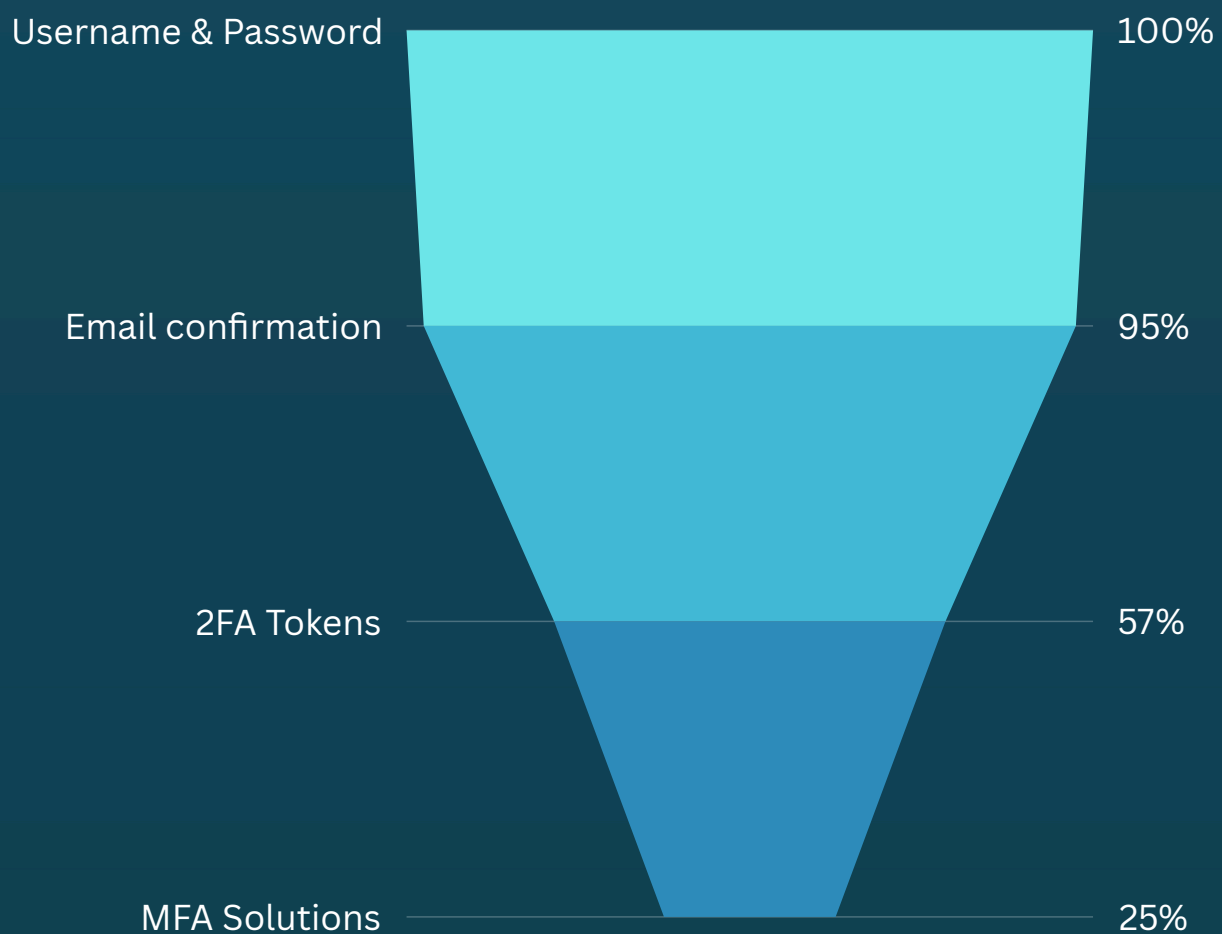 Username & Password 100%
Email confirmation 95%
2FA Tokens 57%
MFA Solutions 25%